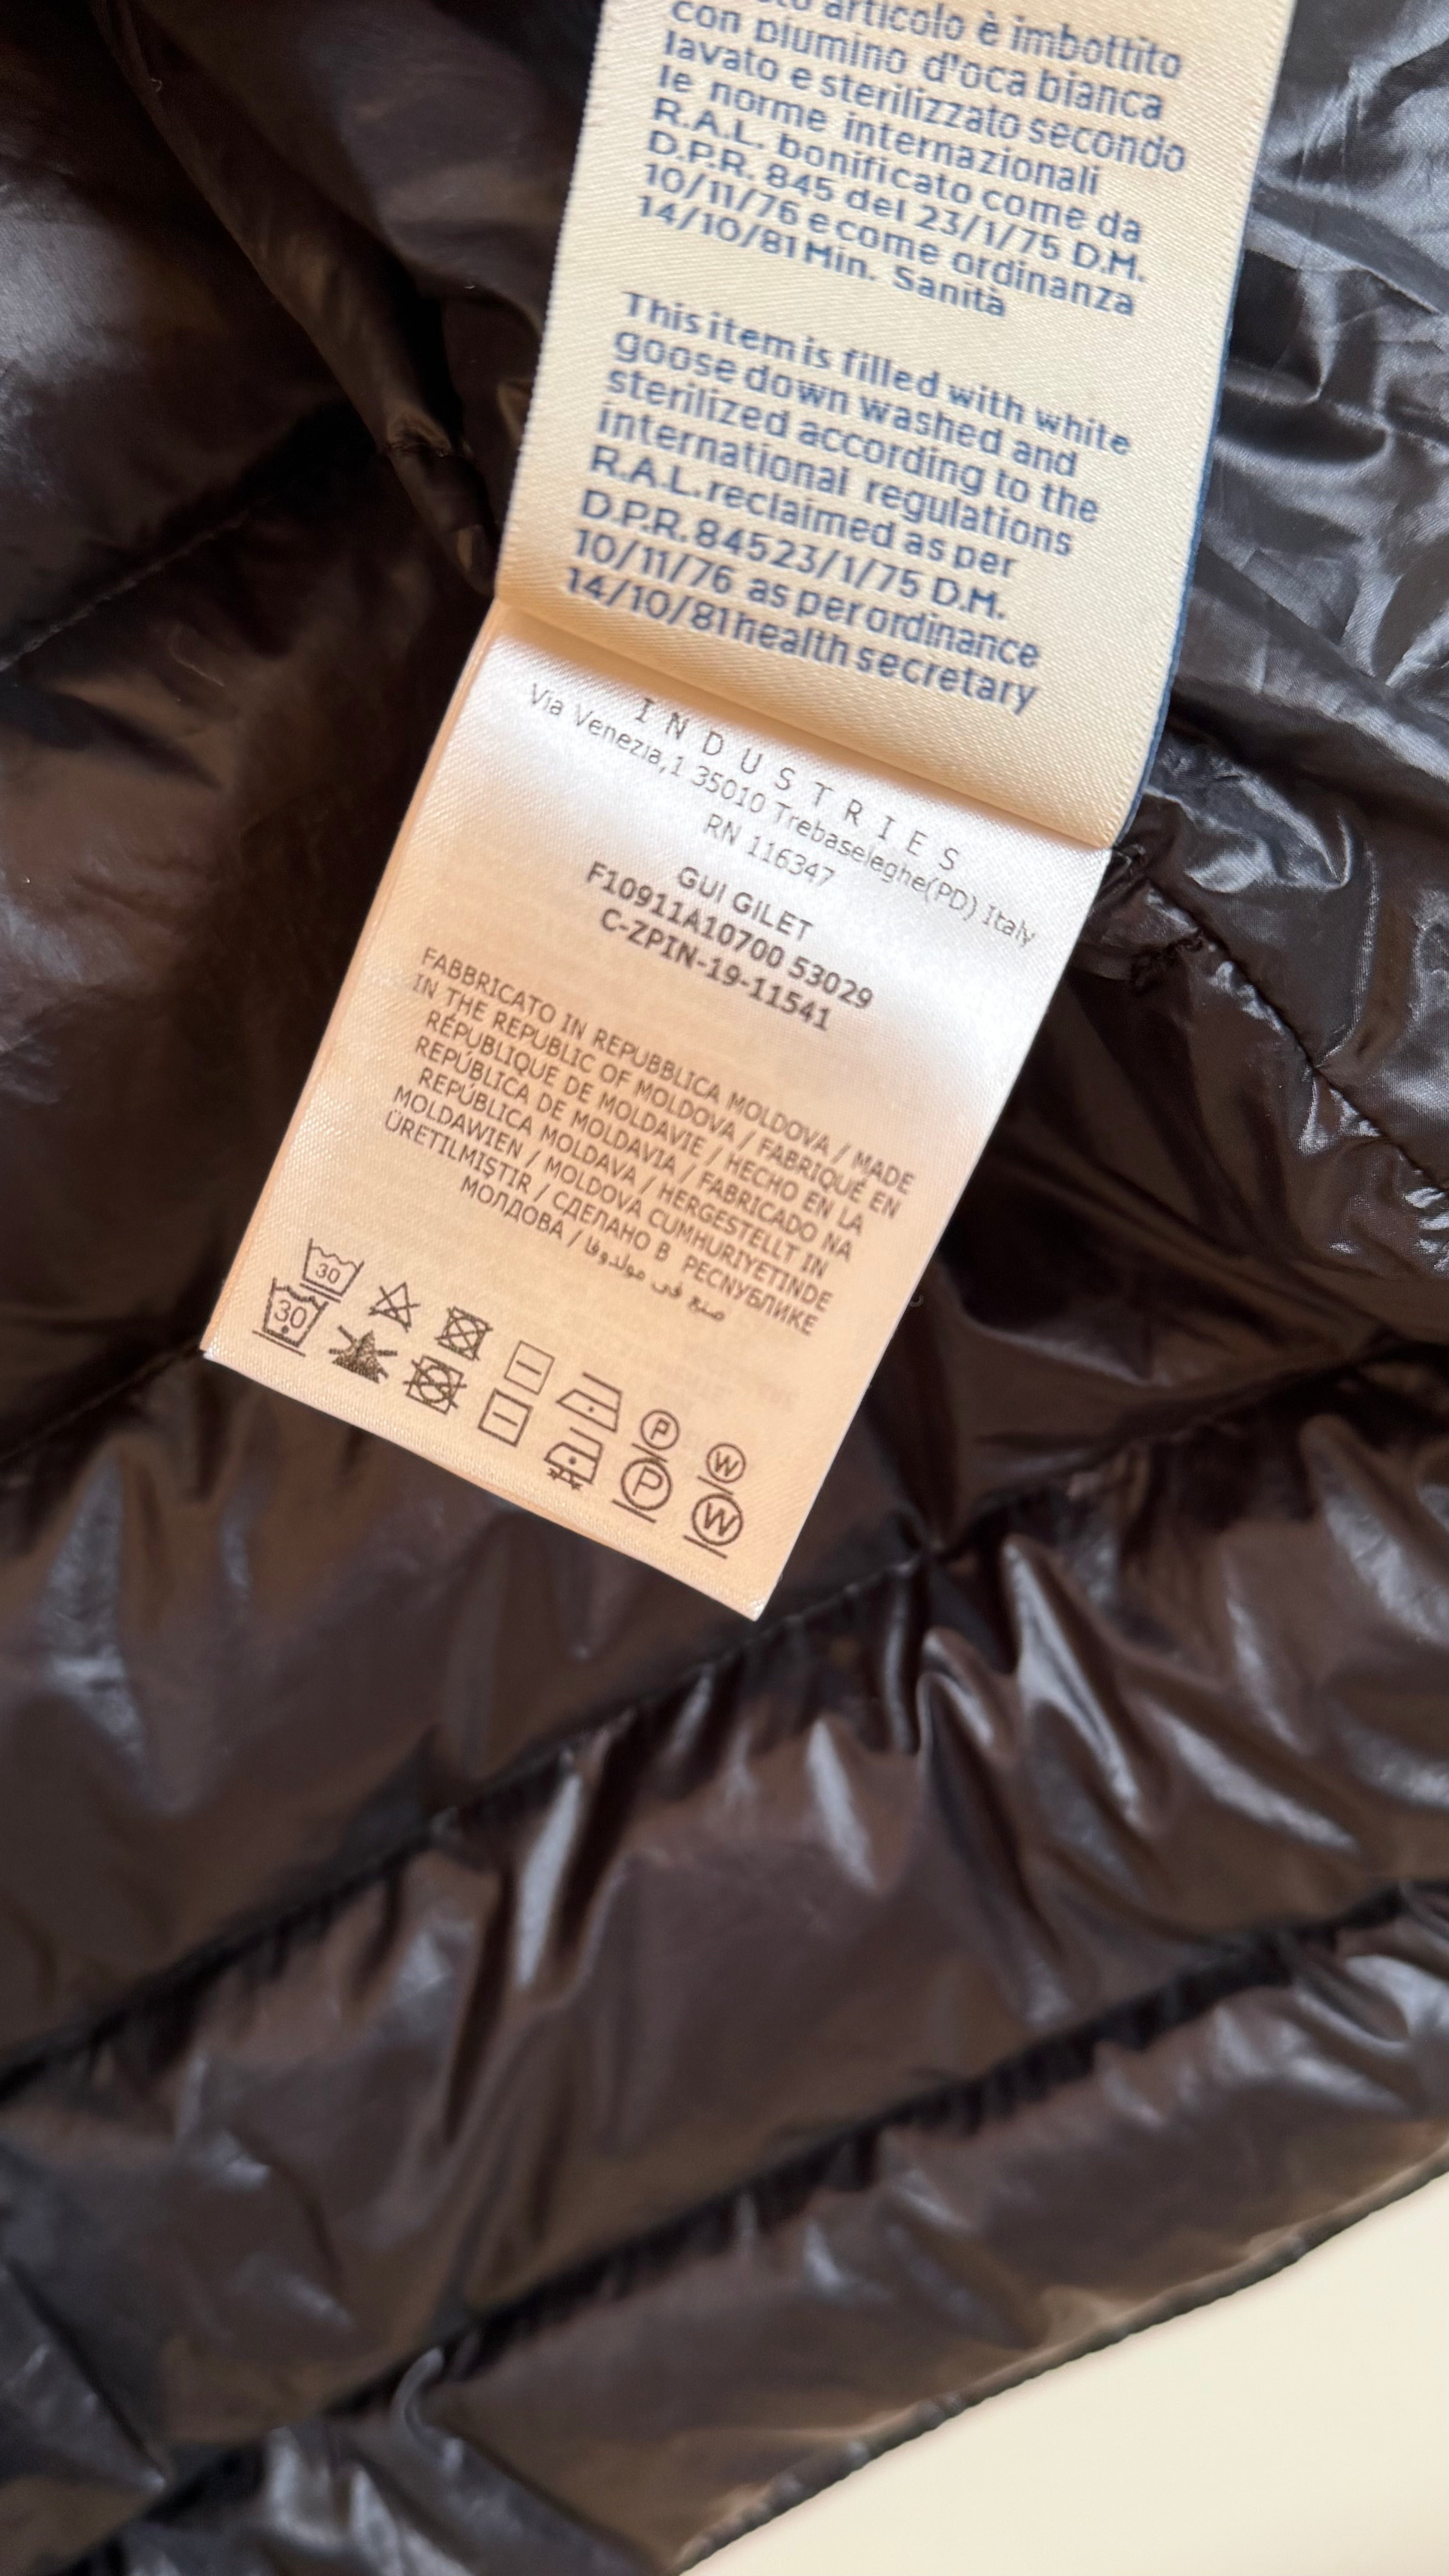 articolo è imbottito
con piumino d'oca bianca
lavato e sterilizzato secondo
le norme internazionali
R.A.L. bonificato come da
D.P.R. 845 del 23/1/75 D.M.
10/11/76 e come ordinanza
14/10/81 Min. Sanità
This item is filled with white
goose down washed and
sterilized according to the
international regulations
R.A.L. reclaimed as per
D.P.R. 845 23/1/75 D.M.
10/11/76 as per ordinance
14/10/81 health secretary
INDUSTRIES
Via Venezia,1 35010 Trebaseleghe(PD) Italy
RN 116347
GUI GILET
F10911A10700 53029
C-ZPIN-19-11541
FABBRICATO IN REPUBBLICA MOLDOVA / MADE
IN THE REPUBLIC OF MOLDOVA / FABRIQUÉ EN
RÉPUBLIQUE DE MOLDAVIE / HECHO EN LA
REPÚBLICA DE MOLDAVIA / FABRICADO NA
REPÚBLICA MOLDAVA / HERGESTELLT IN
MOLDAWIEN / MOLDOVA CUMHURIYETINDE
ÜRETILMIŞTIR / СДЕЛАНО В РЕСПУБЛИКЕ
МОЛДОВА / صنع في مولدوفا
30
P W
30
P W